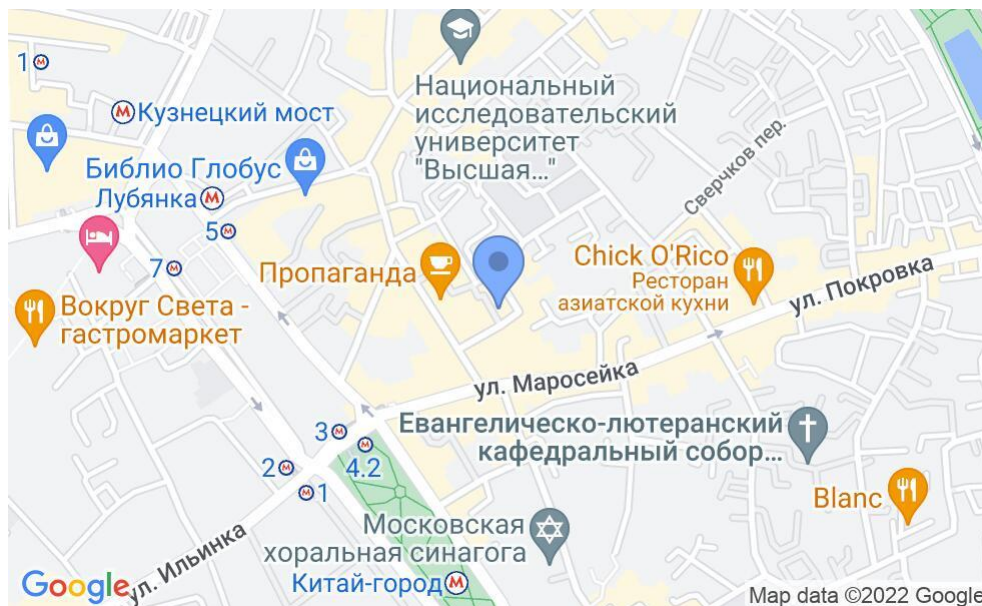 1
Национальный
исследовательский
университет
"Высшая..."
Кузнецкий мост
Библио Глобус
Лубянка
Сверчков пер.
5
7
Пропаганда
Chick O'Rico
Ресторан
азиатской кухни
ул. Покровка
Вокруг Света -
гастромаркет
ул. Маросейка
Евангелическо-лютеранский
кафедральный собор...
3
4.2
2
1
Blanc
Московская
хоральная синагога
ул. Ильинка
Китай-город
Google
Map data ©2022 Google